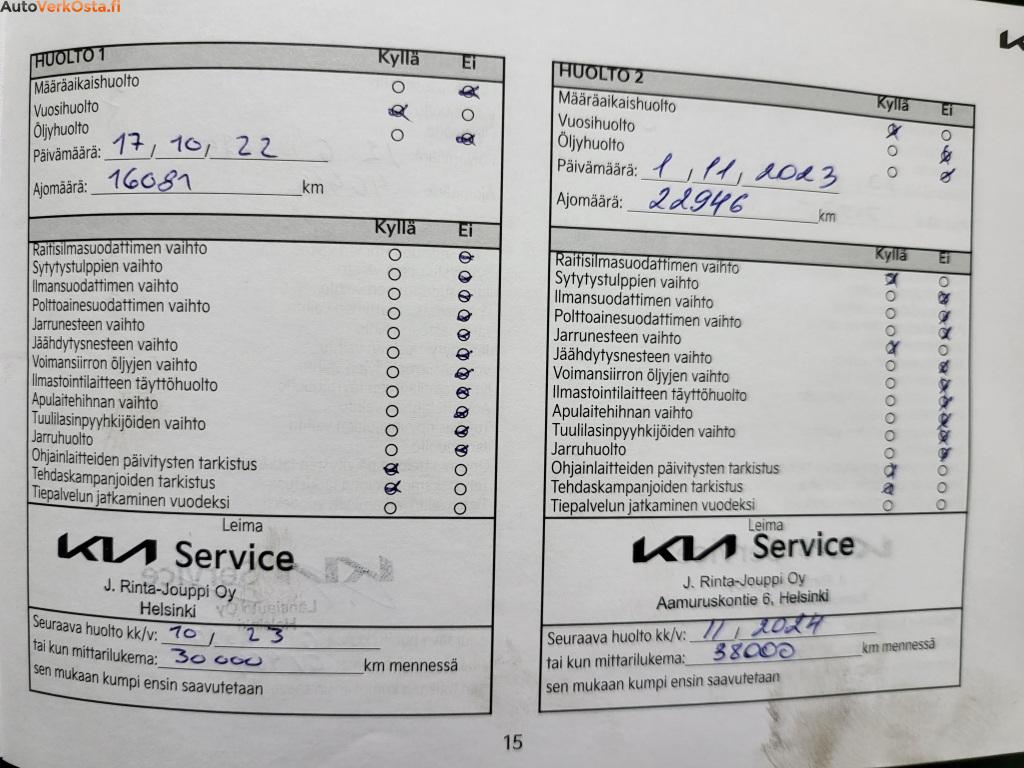 AutoVerkOsta.fi
HUOLTO 1 Kyllä Ei
Määräaikaishuolto
Vuosihuolto
Öljyhuolto
Päivämäärä: 17, 10, 22
Ajomäärä: 16081 km
Kyllä Ei
Raitisilmasuodattimen vaihto
Sytytystulppien vaihto
Ilmansuodattimen vaihto
Polttoainesuodattimen vaihto
Jarrunesteen vaihto
Jäähdytysnesteen vaihto
Voimansiirron öljyjen vaihto
Ilmastointilaitteen täyttöhuolto
Apulaitehihnan vaihto
Tuulilasinpyyhkijöiden vaihto
Jarruhuolto
Ohjainlaitteiden päivitysten tarkistus
Tehdaskampanjoiden tarkistus
Tiepalvelun jatkaminen vuodeksi
Leima
KIA Service
J. Rinta-Jouppi Oy
Helsinki
Seuraava huolto kk/v: 10, 23
tai kun mittarilukema: 30000 km mennessä
sen mukaan kumpi ensin saavutetaan
KIA
HUOLTO 2 Kyllä Ei
Määräaikaishuolto
Vuosihuolto
Öljyhuolto
Päivämäärä: 1, 11, 2023
Ajomäärä: 22946 km
Kyllä Ei
Raitisilmasuodattimen vaihto
Sytytystulppien vaihto
Ilmansuodattimen vaihto
Polttoainesuodattimen vaihto
Jarrunesteen vaihto
Jäähdytysnesteen vaihto
Voimansiirron öljyjen vaihto
Ilmastointilaitteen täyttöhuolto
Apulaitehihnan vaihto
Tuulilasinpyyhkijöiden vaihto
Jarruhuolto
Ohjainlaitteiden päivitysten tarkistus
Tehdaskampanjoiden tarkistus
Tiepalvelun jatkaminen vuodeksi
Leima
KIA Service
J. Rinta-Jouppi Oy
Aamuruskontie 6, Helsinki
Seuraava huolto kk/v: 11, 2024
tai kun mittarilukema: 38000 km mennessä
sen mukaan kumpi ensin saavutetaan
15